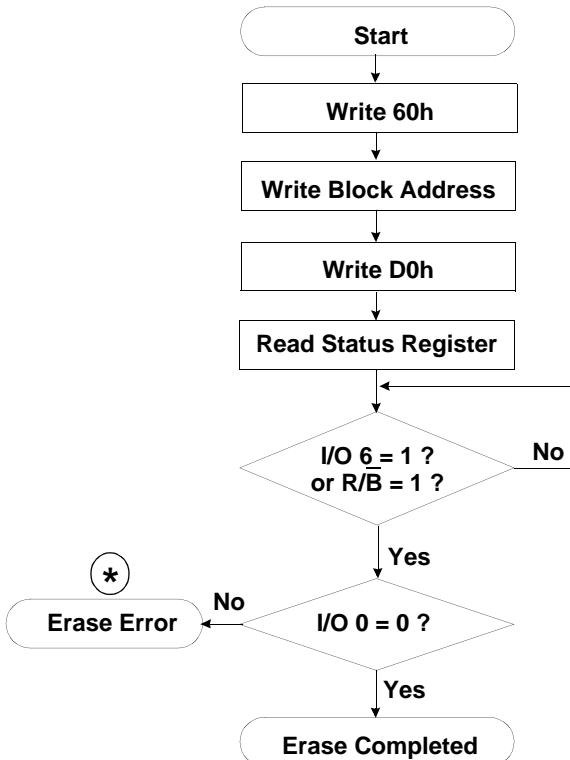 Start
Write 60h
Write Block Address
Write D0h
Read Status Register
I/O 6 = 1 ?
or R/B̅ = 1 ?
No
Yes
*
No
Erase Error
I/O 0 = 0 ?
Yes
Erase Completed